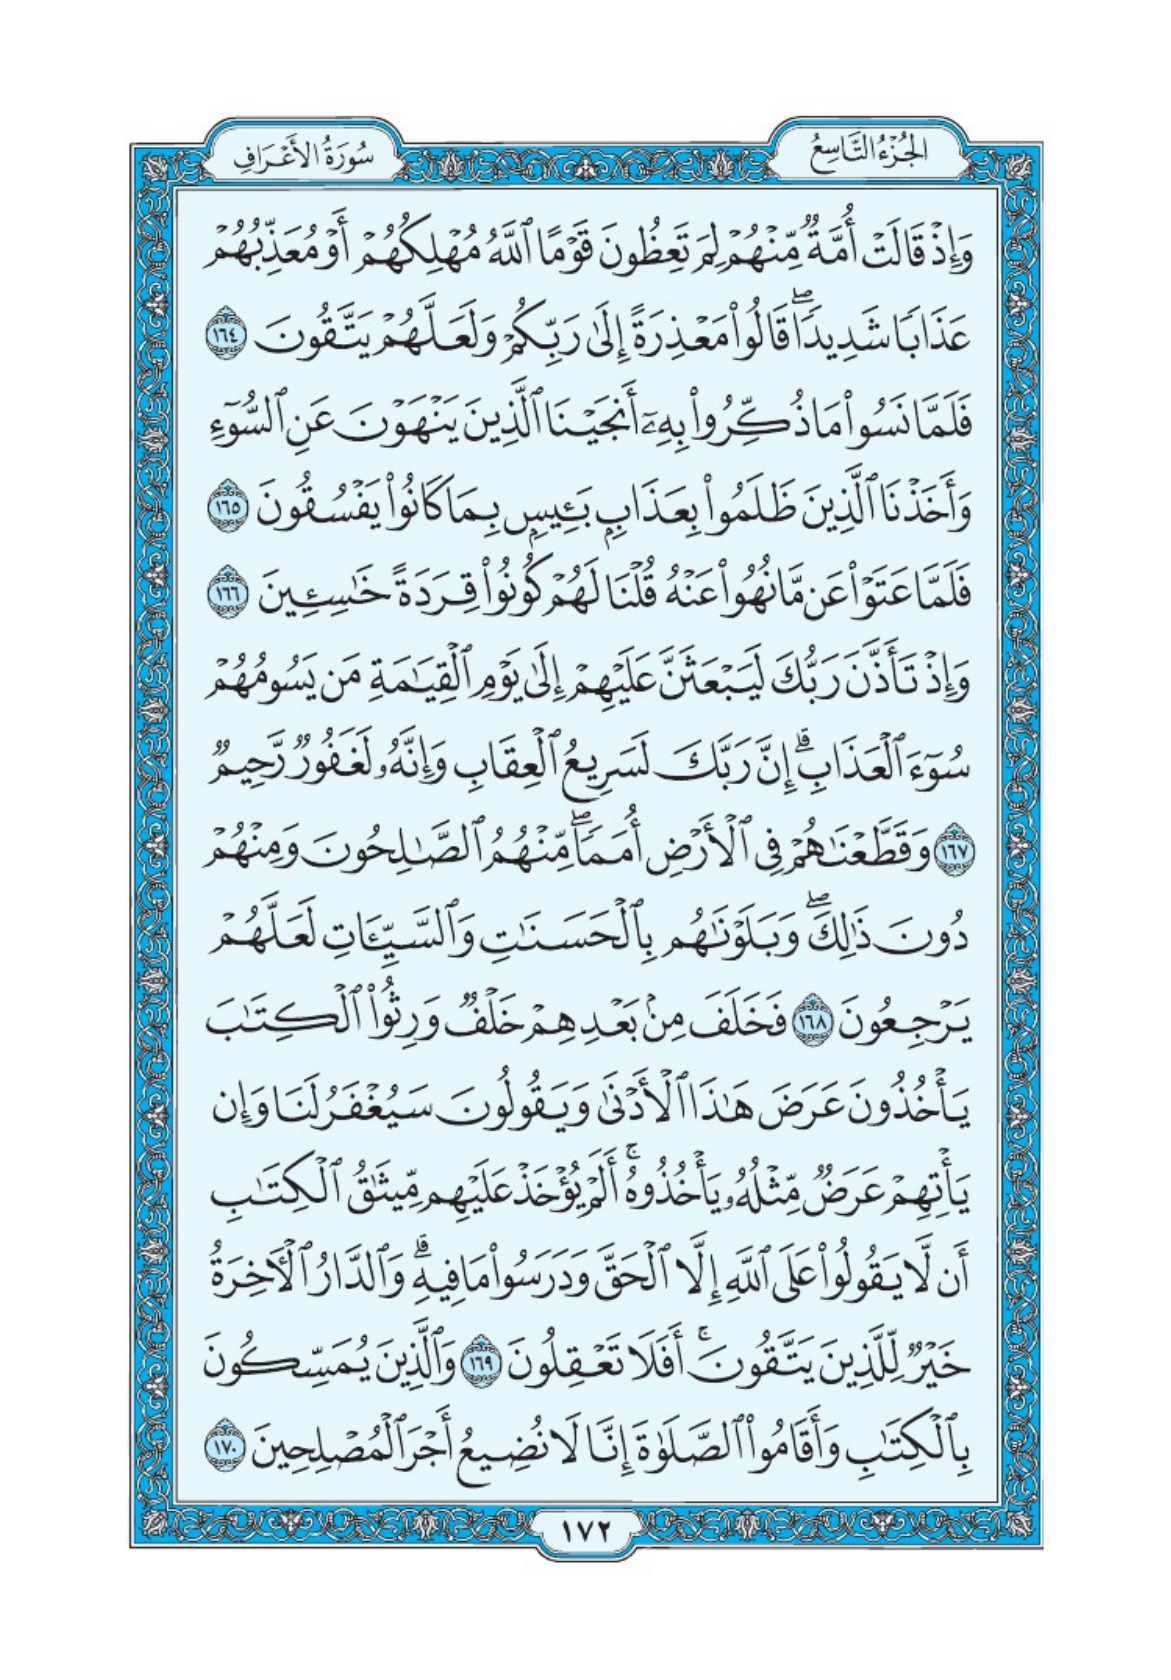 الجُزْءُ التَّاسِعُ
سُورَةُ الأَعْرَافِ
وَإِذْ قَالَتْ أُمَّةٌ مِّنْهُمْ لِمَ تَعِظُونَ قَوْمًا ٱللَّهُ مُهْلِكُهُمْ أَوْ مُعَذِّبُهُمْ
عَذَابًا شَدِيدًاۖ قَالُوا۟ مَعْذِرَةً إِلَىٰ رَبِّكُمْ وَلَعَلَّهُمْ يَتَّقُونَ ١٦٤
فَلَمَّا نَسُوا۟ مَا ذُكِّرُوا۟ بِهِۦٓ أَنجَيْنَا ٱلَّذِينَ يَنْهَوْنَ عَنِ ٱلسُّوٓءِ
وَأَخَذْنَا ٱلَّذِينَ ظَلَمُوا۟ بِعَذَابٍۭ بَـِٔيسٍۭ بِمَا كَانُوا۟ يَفْسُقُونَ ١٦٥
فَلَمَّا عَتَوْا۟ عَن مَّا نُهُوا۟ عَنْهُ قُلْنَا لَهُمْ كُونُوا۟ قِرَدَةً خَـٰسِـِٔينَ ١٦٦
وَإِذْ تَأَذَّنَ رَبُّكَ لَيَبْعَثَنَّ عَلَيْهِمْ إِلَىٰ يَوْمِ ٱلْقِيَـٰمَةِ مَن يَسُومُهُمْ
سُوٓءَ ٱلْعَذَابِۗ إِنَّ رَبَّكَ لَسَرِيعُ ٱلْعِقَابِ وَإِنَّهُۥ لَغَفُورٌ رَّحِيمٌ
١٦٧ وَقَطَّعْنَـٰهُمْ فِى ٱلْأَرْضِ أُمَمًاۖ مِّنْهُمُ ٱلصَّـٰلِحُونَ وَمِنْهُمْ
دُونَ ذَٰلِكَۖ وَبَلَوْنَـٰهُم بِٱلْحَسَنَـٰتِ وَٱلسَّيِّـَٔاتِ لَعَلَّهُمْ
يَرْجِعُونَ ١٦٨ فَخَلَفَ مِنۢ بَعْدِهِمْ خَلْفٌ وَرِثُوا۟ ٱلْكِتَـٰبَ
يَأْخُذُونَ عَرَضَ هَـٰذَا ٱلْأَدْنَىٰ وَيَقُولُونَ سَيُغْفَرُ لَنَا وَإِن
يَأْتِهِمْ عَرَضٌ مِّثْلُهُۥ يَأْخُذُوهُۚ أَلَمْ يُؤْخَذْ عَلَيْهِم مِّيثَـٰقُ ٱلْكِتَـٰبِ
أَن لَّا يَقُولُوا۟ عَلَى ٱللَّهِ إِلَّا ٱلْحَقَّ وَدَرَسُوا۟ مَا فِيهِۗ وَٱلدَّارُ ٱلْـَٔاخِرَةُ
خَيْرٌ لِّلَّذِينَ يَتَّقُونَۚ أَفَلَا تَعْقِلُونَ ١٦٩ وَٱلَّذِينَ يُمَسِّكُونَ
بِٱلْكِتَـٰبِ وَأَقَامُوا۟ ٱلصَّلَوٰةَ إِنَّا لَا نُضِيعُ أَجْرَ ٱلْمُصْلِحِينَ ١٧٠
١٧٢